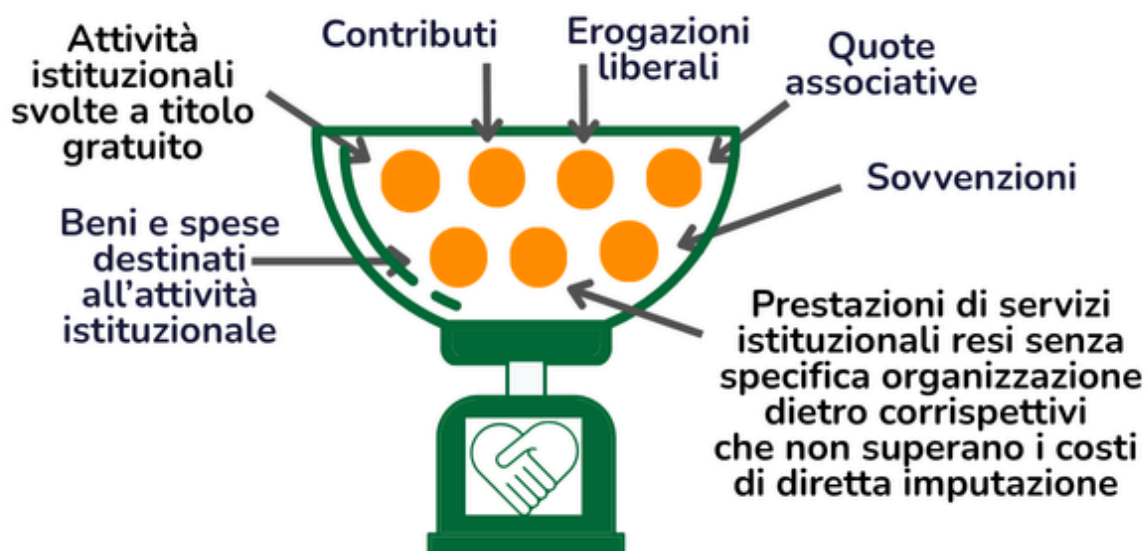 Attività
istituzionali
svolte a titolo
gratuito
Contributi
Erogazioni
liberali
Quote
associative
Sovvenzioni
Beni e spese
destinati
all'attività
istituzionale
Prestazioni di servizi
istituzionali resi senza
specifica organizzazione
dietro corrispettivi
che non superano i costi
di diretta imputazione